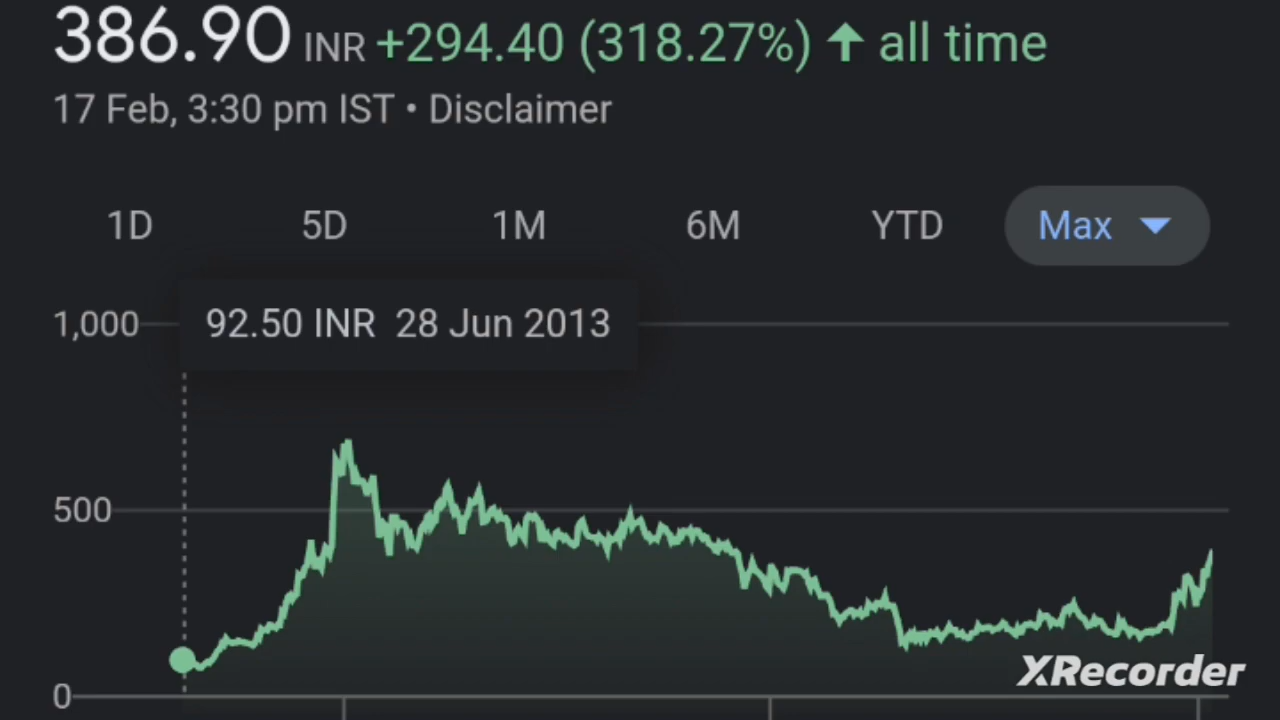 386.90 INR +294.40 (318.27%) ↑ all time
17 Feb, 3:30 pm IST • Disclaimer
1D 5D 1M 6M YTD Max
1,000 92.50 INR 28 Jun 2013
500
XRecorder
0